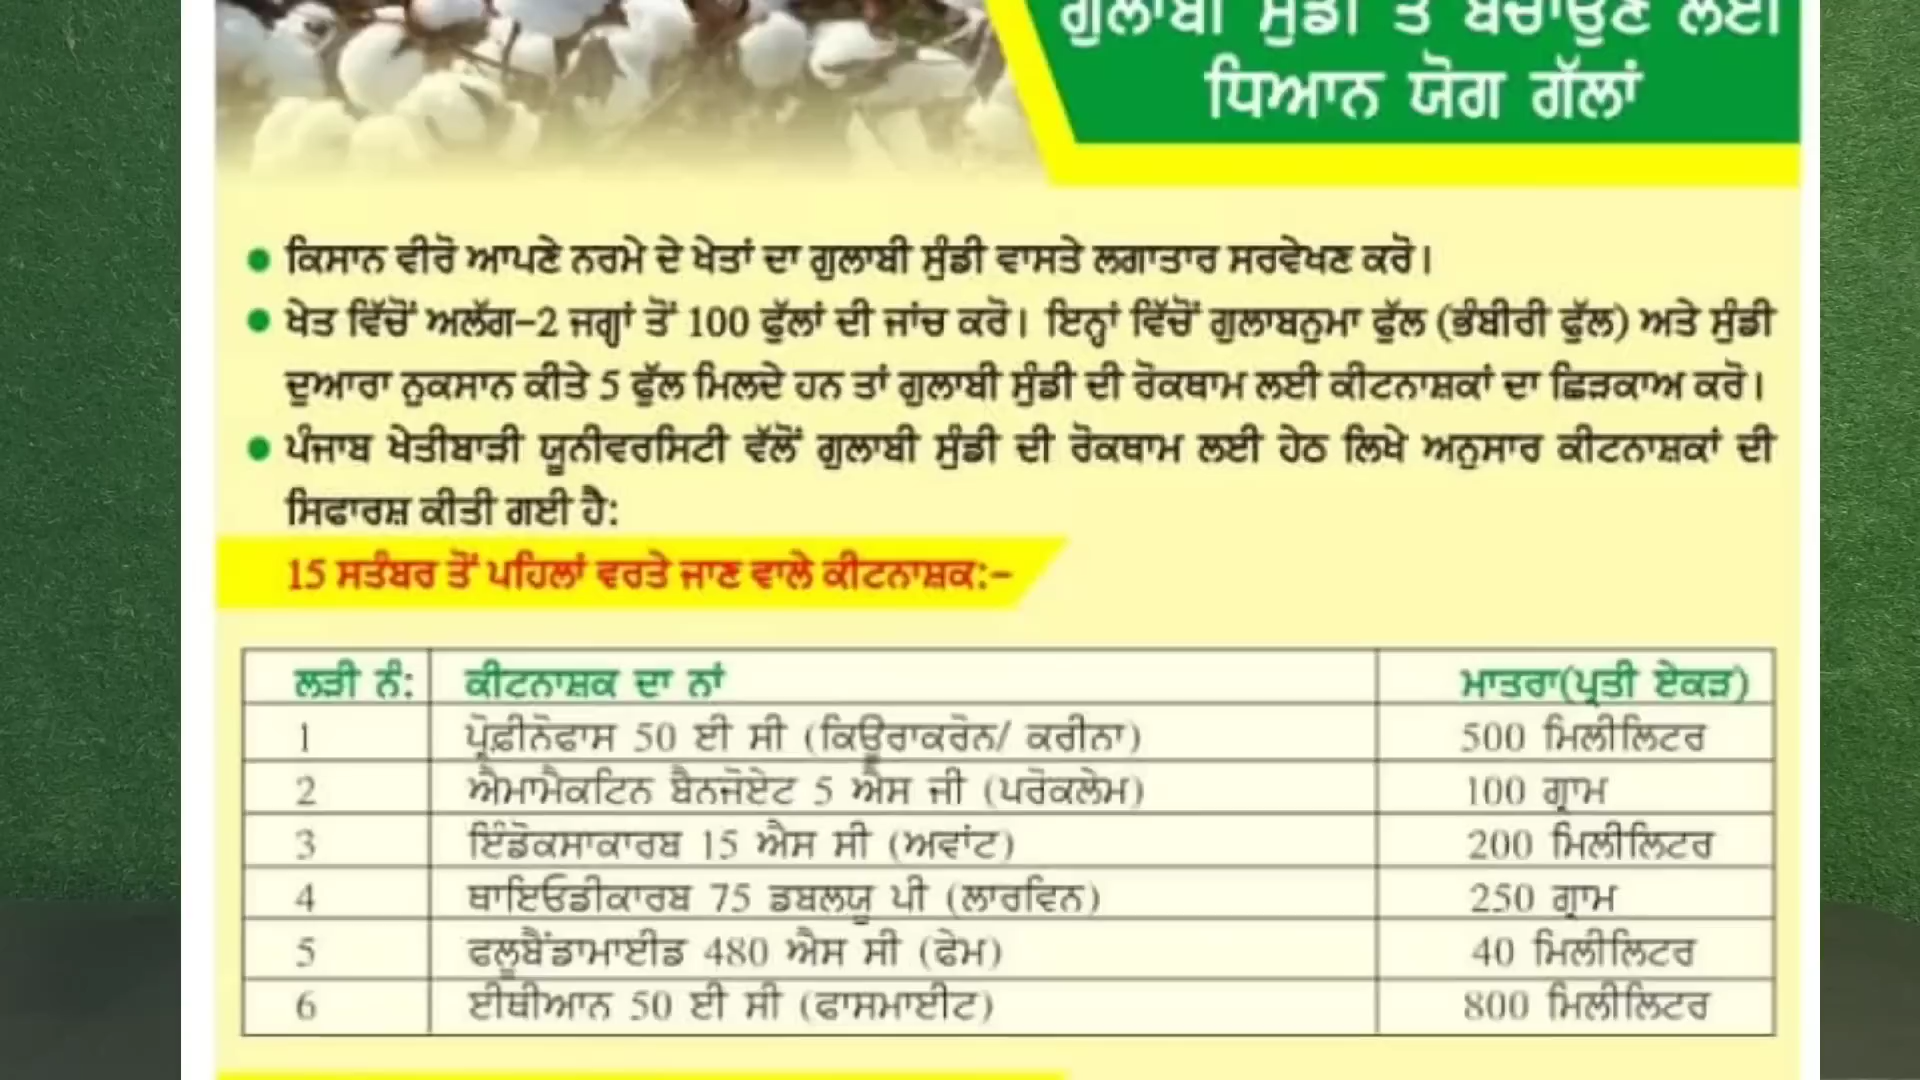 ਗੁਲਾਬੀ ਸੁੰਡੀ ਤੋਂ ਬਚਾਉਣ ਲਈ
ਧਿਆਨ ਯੋਗ ਗੱਲਾਂ
ਕਿਸਾਨ ਵੀਰੋ ਆਪਣੇ ਨਰਮੇ ਦੇ ਖੇਤਾਂ ਦਾ ਗੁਲਾਬੀ ਸੁੰਡੀ ਵਾਸਤੇ ਲਗਾਤਾਰ ਸਰਵੇਖਣ ਕਰੋ।
ਖੇਤ ਵਿੱਚੋਂ ਅਲੱਗ-2 ਜਗ੍ਹਾਂ ਤੋਂ 100 ਫੁੱਲਾਂ ਦੀ ਜਾਂਚ ਕਰੋ। ਇਨ੍ਹਾਂ ਵਿੱਚੋਂ ਗੁਲਾਬਨੁਮਾ ਫੁੱਲ (ਭੰਬੀਰੀ ਫੁੱਲ) ਅਤੇ ਸੁੰਡੀ
ਦੁਆਰਾ ਨੁਕਸਾਨ ਕੀਤੇ 5 ਫੁੱਲ ਮਿਲਦੇ ਹਨ ਤਾਂ ਗੁਲਾਬੀ ਸੁੰਡੀ ਦੀ ਰੋਕਥਾਮ ਲਈ ਕੀਟਨਾਸ਼ਕਾਂ ਦਾ ਛਿੜਕਾਅ ਕਰੋ।
ਪੰਜਾਬ ਖੇਤੀਬਾੜੀ ਯੂਨੀਵਰਸਿਟੀ ਵੱਲੋਂ ਗੁਲਾਬੀ ਸੁੰਡੀ ਦੀ ਰੋਕਥਾਮ ਲਈ ਹੇਠ ਲਿਖੇ ਅਨੁਸਾਰ ਕੀਟਨਾਸ਼ਕਾਂ ਦੀ
ਸਿਫਾਰਸ਼ ਕੀਤੀ ਗਈ ਹੈ:
15 ਸਤੰਬਰ ਤੋਂ ਪਹਿਲਾਂ ਵਰਤੇ ਜਾਣ ਵਾਲੇ ਕੀਟਨਾਸ਼ਕ:-
ਲੜੀ ਨੰ: ਕੀਟਨਾਸ਼ਕ ਦਾ ਨਾਂ ਮਾਤਰਾ(ਪ੍ਰਤੀ ਏਕੜ)
1 ਪ੍ਰੋਫ਼ੀਨੋਫਾਸ 50 ਈ ਸੀ (ਕਿਊਰਾਕਰੋਨ/ ਕਰੀਨਾ) 500 ਮਿਲੀਲਿਟਰ
2 ਐਮਾਮੈਕਟਿਨ ਬੈਨਜੋਏਟ 5 ਐਸ ਜੀ (ਪਰੋਕਲੇਮ) 100 ਗ੍ਰਾਮ
3 ਇੰਡੋਕਸਾਕਾਰਬ 15 ਐਸ ਸੀ (ਅਵਾਂਟ) 200 ਮਿਲੀਲਿਟਰ
4 ਥਾਇਓਡੀਕਾਰਬ 75 ਡਬਲਯੂ ਪੀ (ਲਾਰਵਿਨ) 250 ਗ੍ਰਾਮ
5 ਫਲੂਬੈਂਡਾਮਾਈਡ 480 ਐਸ ਸੀ (ਫੇਮ) 40 ਮਿਲੀਲਿਟਰ
6 ਈਥੀਆਨ 50 ਈ ਸੀ (ਫਾਸਮਾਈਟ) 800 ਮਿਲੀਲਿਟਰ